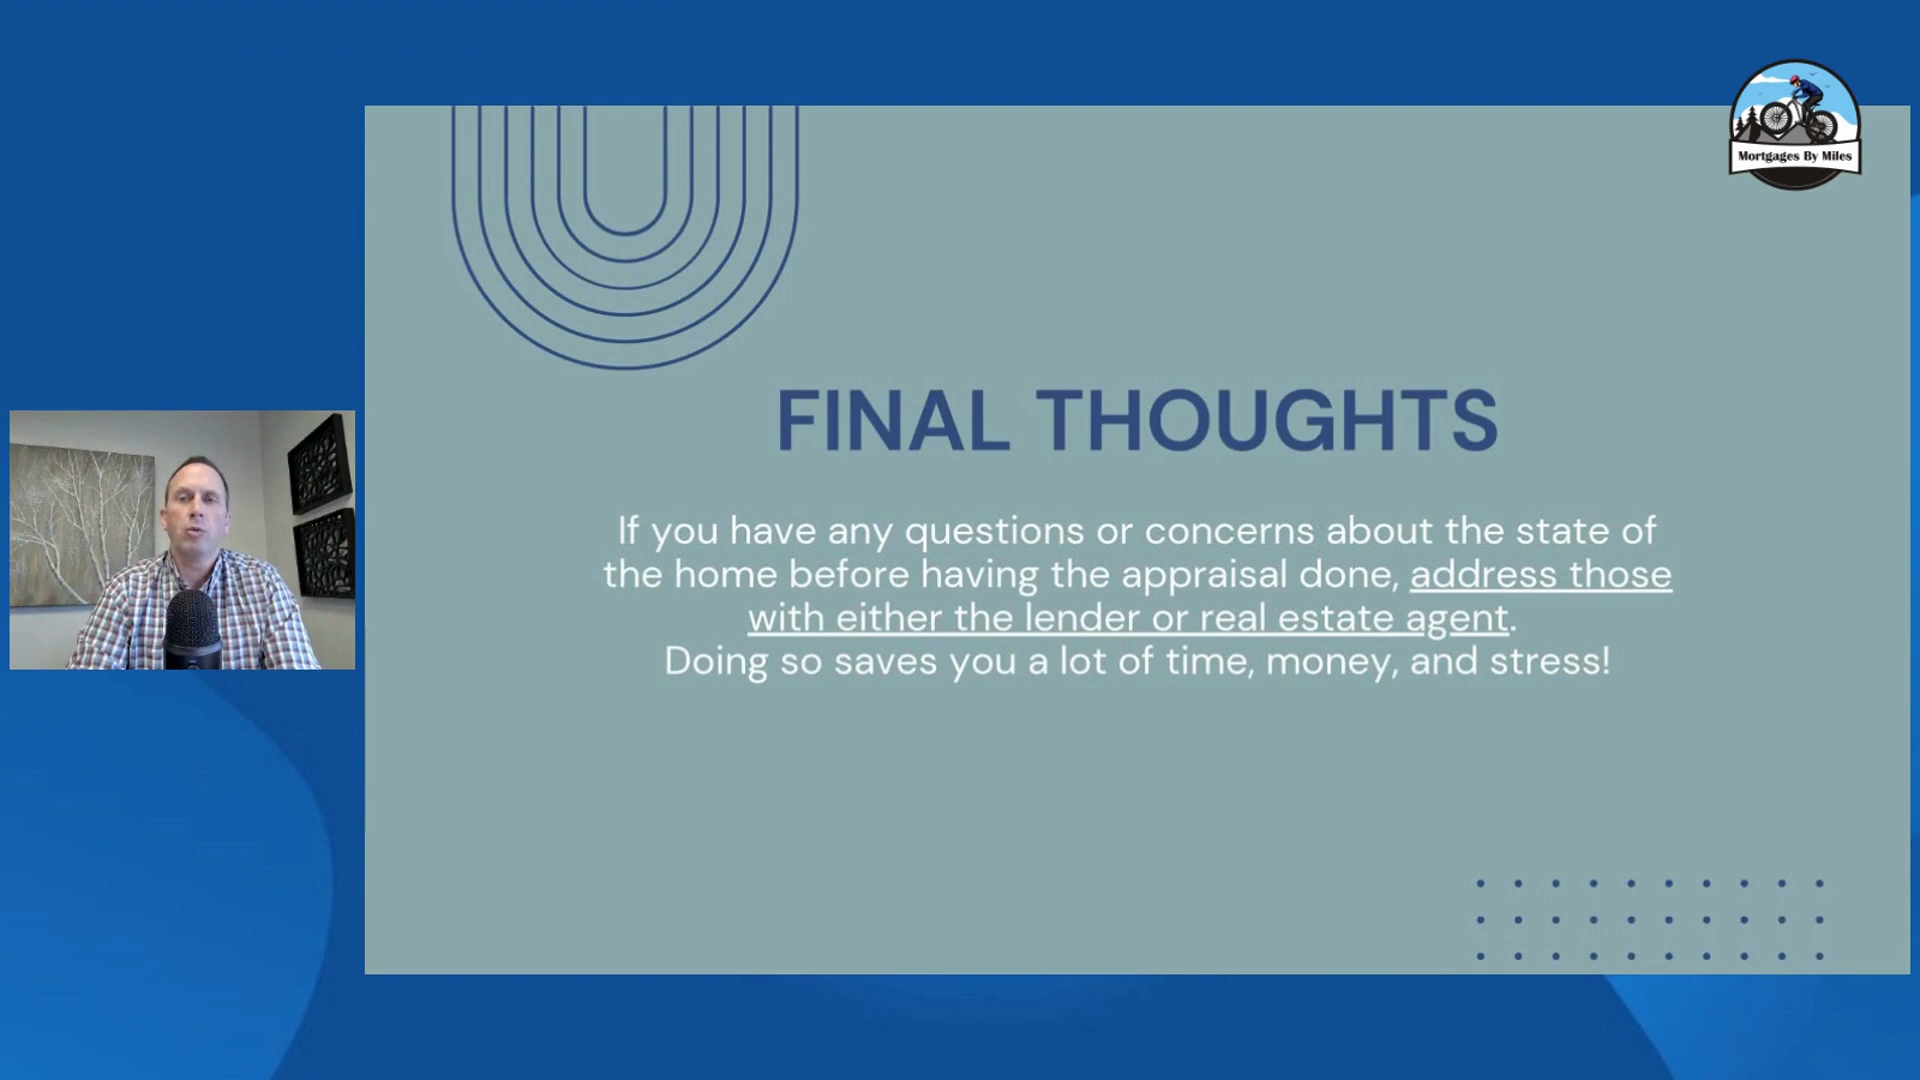 Mortgages By Miles
FINAL THOUGHTS
If you have any questions or concerns about the state of
the home before having the appraisal done, address those
with either the lender or real estate agent.
Doing so saves you a lot of time, money, and stress!